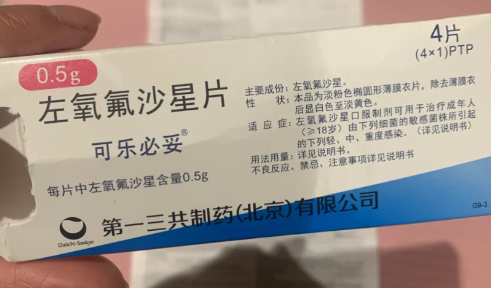 0.5g
左氧氟沙星片
可乐必妥®
每片中左氧氟沙星含量0.5g
4片
(4×1)PTP
主要成份：左氧氟沙星。
性　　状：本品为淡粉色椭圆形薄膜衣片，除去薄膜衣
后显白色至淡黄色。
适 应 症：左氧氟沙星口服制剂可用于治疗成年人
（≥18岁）由下列细菌的敏感菌株所引起
的下列轻、中、重度感染。（详见说明书）
用法用量：详见说明书。
不良反应、禁忌、注意事项详见说明书
Daiichi-Sankyo
第一三共制药(北京)有限公司
G9-3